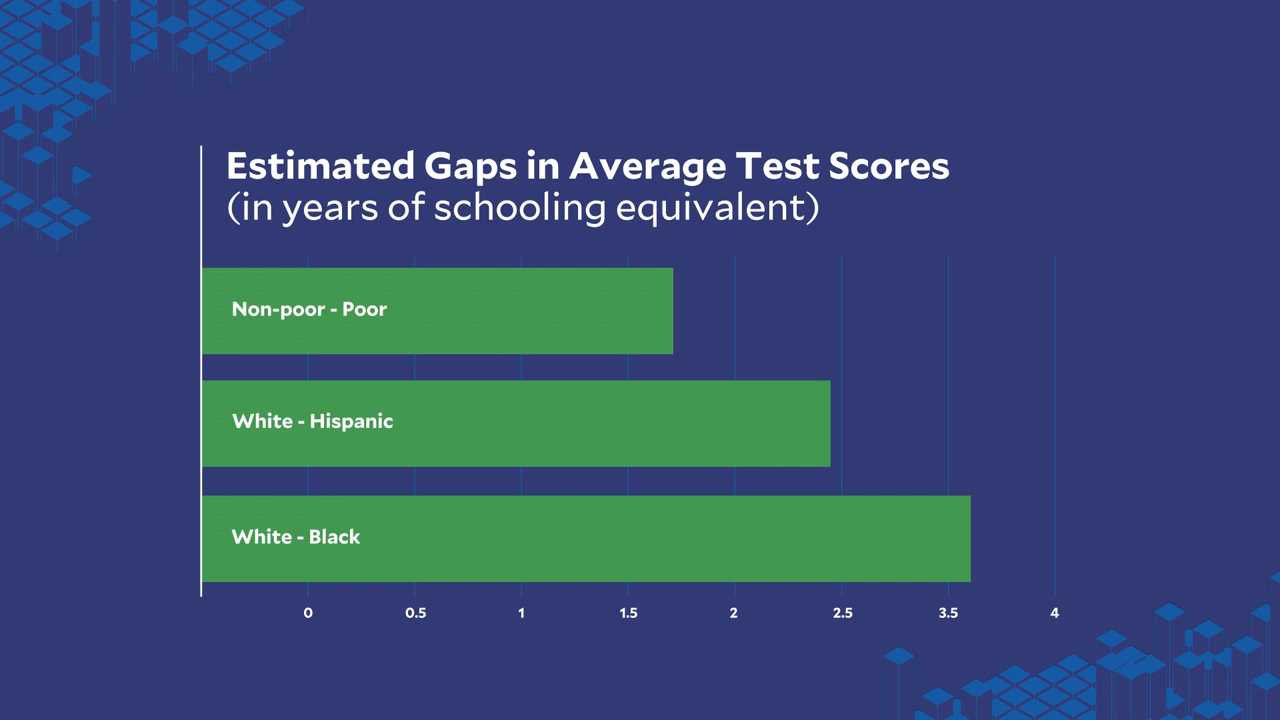 Estimated Gaps in Average Test Scores
(in years of schooling equivalent)
Non-poor - Poor
White - Hispanic
White - Black
0 0.5 1 1.5 2 2.5 3.5 4